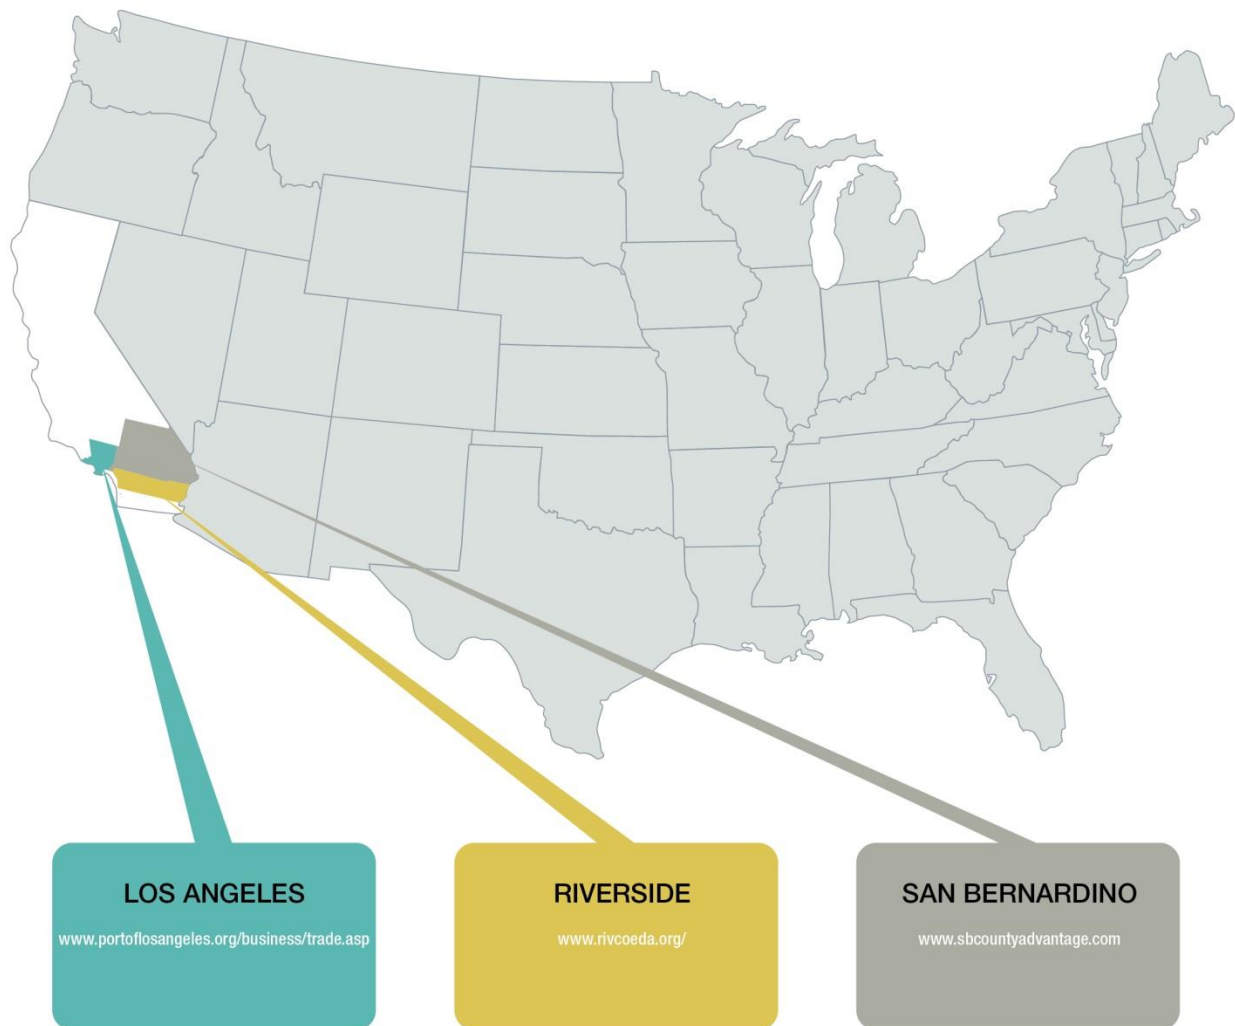 LOS ANGELES
www.portoflosangeles.org/business/trade.asp
RIVERSIDE
www.rivcoeda.org/
SAN BERNARDINO
www.sbcountyadvantage.com